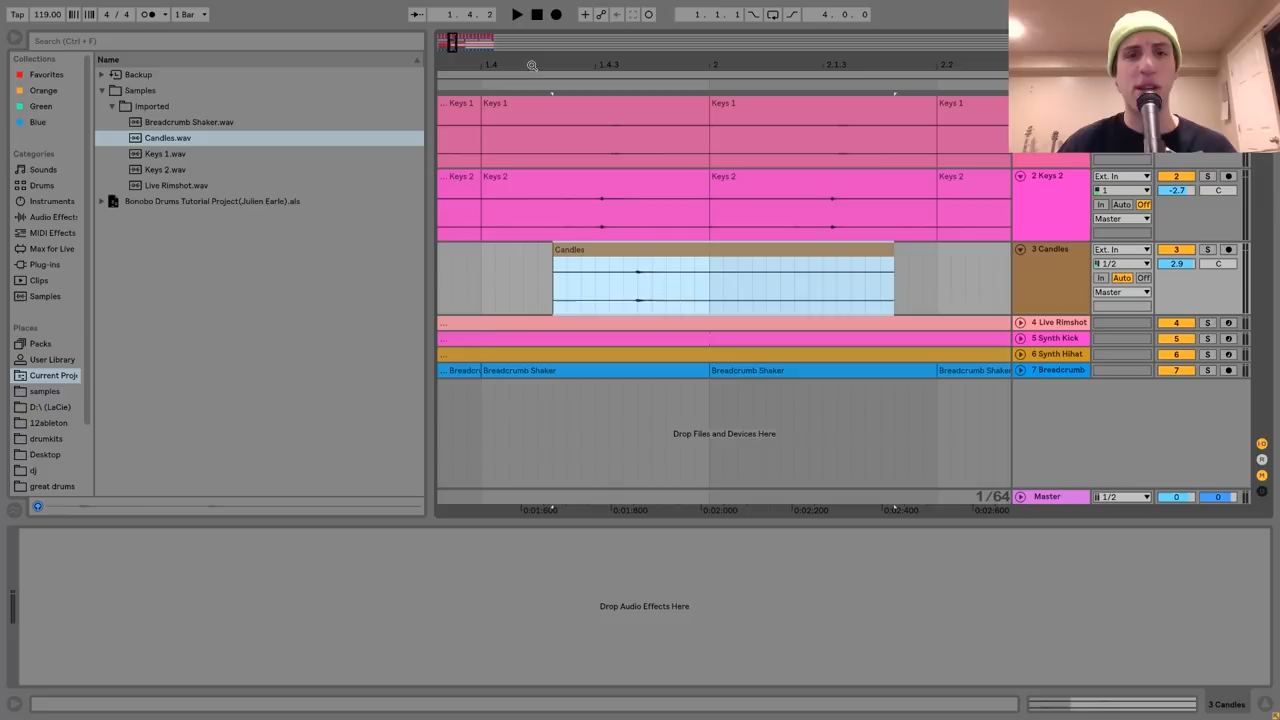 Tap 119.00 4 / 4 1 Bar 1. 4. 2 1. 1. 1 4. 0. 0
Search (Ctrl + F)
Collections
Favorites
Orange
Green
Blue
Categories
Sounds
Drums
Instruments
Audio Effects
MIDI Effects
Max for Live
Plug-ins
Clips
Samples
Places
Packs
User Library
Current Proj
samples
D:\ (LaCie)
12ableton
drumkits
Desktop
dj
great drums
Name
Backup
Samples
Imported
Breadcrumb Shaker.wav
Candles.wav
Keys 1.wav
Keys 2.wav
Live Rimshot.wav
Bonobo Drums Tutorial Project(Julien Earle).als
1.4 1.4.3 2 2.1.3 2.2
... Keys 1 Keys 1 Keys 1 Keys 1
... Keys 2 Keys 2 Keys 2 Keys 2
Candles
...
...
...
... Breadcru Breadcrumb Shaker Breadcrumb Shaker Breadcrumb Shaker
Drop Files and Devices Here
1/64
0:01:600 0:01:800 0:02:000 0:02:200 0:02:400 0:02:600
2 Keys 2 Ext. In 2 S
1 -2.7 C
In Auto Off
Master
3 Candles Ext. In 3 S
1/2 2.9 C
In Auto Off
Master
4 Live Rimshot 4 S
5 Synth Kick 5 S
6 Synth Hihat 6 S
7 Breadcrumb 7 S
Master 1/2 0 0
I·O
R
M
D
Drop Audio Effects Here
3 Candles